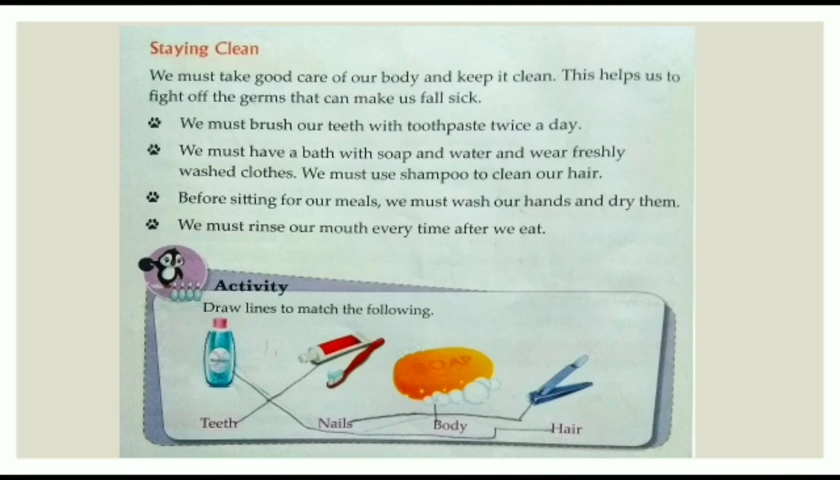 Staying Clean
We must take good care of our body and keep it clean. This helps us to
fight off the germs that can make us fall sick.
We must brush our teeth with toothpaste twice a day.
We must have a bath with soap and water and wear freshly
washed clothes. We must use shampoo to clean our hair.
Before sitting for our meals, we must wash our hands and dry them.
We must rinse our mouth every time after we eat.
Activity
Draw lines to match the following.
SOAP
Teeth Nails Body Hair